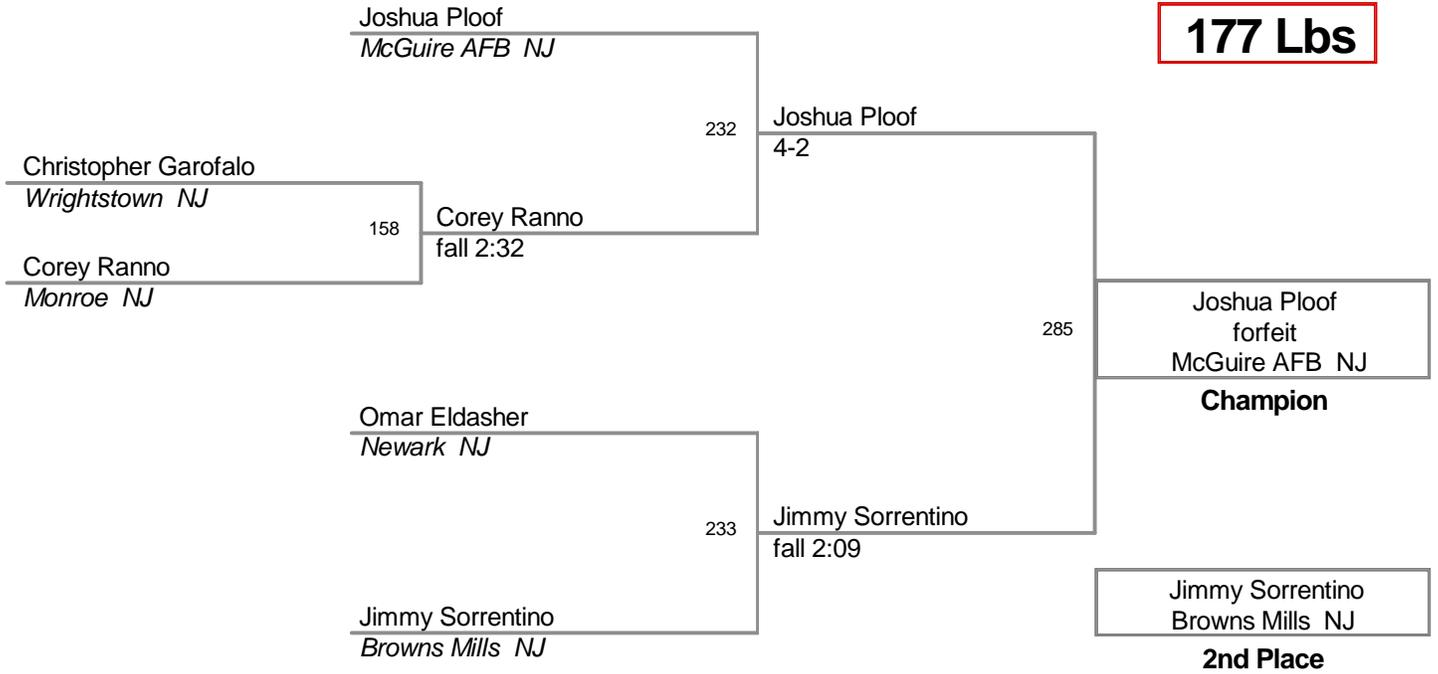 Joshua Ploof
McGuire AFB NJ
177 Lbs
232
Joshua Ploof
4-2
Christopher Garofalo
Wrightstown NJ
158
Corey Ranno
fall 2:32
Corey Ranno
Monroe NJ
285
Joshua Ploof
forfeit
McGuire AFB NJ
Champion
Omar Eldasher
Newark NJ
233
Jimmy Sorrentino
fall 2:09
Jimmy Sorrentino
Browns Mills NJ
Jimmy Sorrentino
Browns Mills NJ
2nd Place